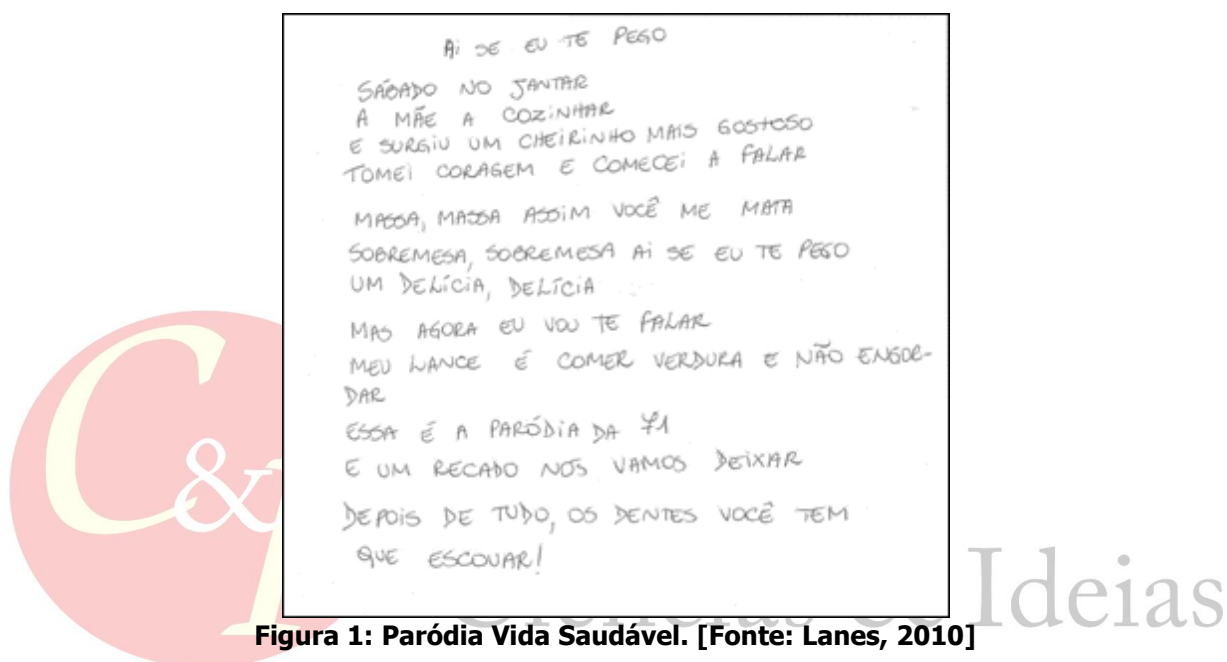 Ai SE EU TE PEGO
SÁBADO NO JANTAR
A MÃE A COZINHAR
E SURGIU UM CHEIRINHO MAIS GOSTOSO
TOMEI CORAGEM E COMECEI A FALAR
MASSA, MASSA ASSIM VOCÊ ME MATA
SOBREMESA, SOBREMESA AI SE EU TE PEGO
UM DELÍCIA, DELÍCIA
MAS AGORA EU VOU TE FALAR
MEU LANCE É COMER VERDURA E NÃO ENGOR-
DAR
ESSA É A PARÓDIA DA 71
E UM RECADO NÓS VAMOS DEIXAR
DEPOIS DE TUDO, OS DENTES VOCÊ TEM
QUE ESCOVAR!
C&I
Ideias
Figura 1: Paródia Vida Saudável. [Fonte: Lanes, 2010]